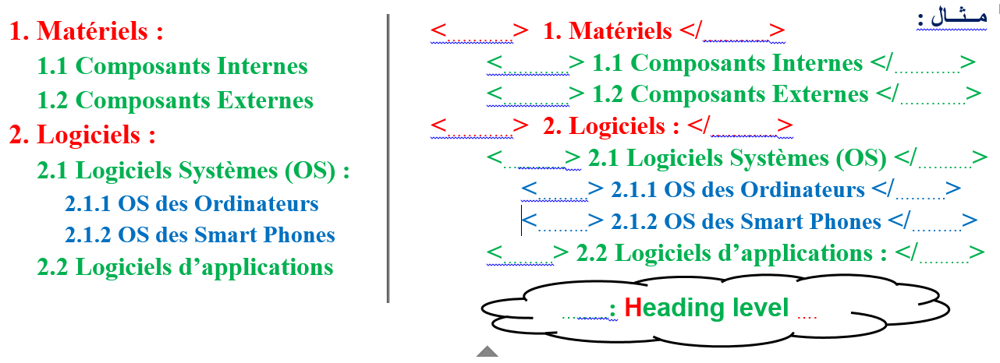 مـثـال :
1. Matériels :
1.1 Composants Internes
1.2 Composants Externes
2. Logiciels :
2.1 Logiciels Systèmes (OS) :
2.1.1 OS des Ordinateurs
2.1.2 OS des Smart Phones
2.2 Logiciels d’applications
<............> 1. Matériels </............>
<............> 1.1 Composants Internes </............>
<............> 1.2 Composants Externes </............>
<............> 2. Logiciels : </............>
<............> 2.1 Logiciels Systèmes (OS) </..........>
<..........> 2.1.1 OS des Ordinateurs </..........>
<..........> 2.1.2 OS des Smart Phones </..........>
<..........> 2.2 Logiciels d’applications : </..........>
.......... : Heading level ....